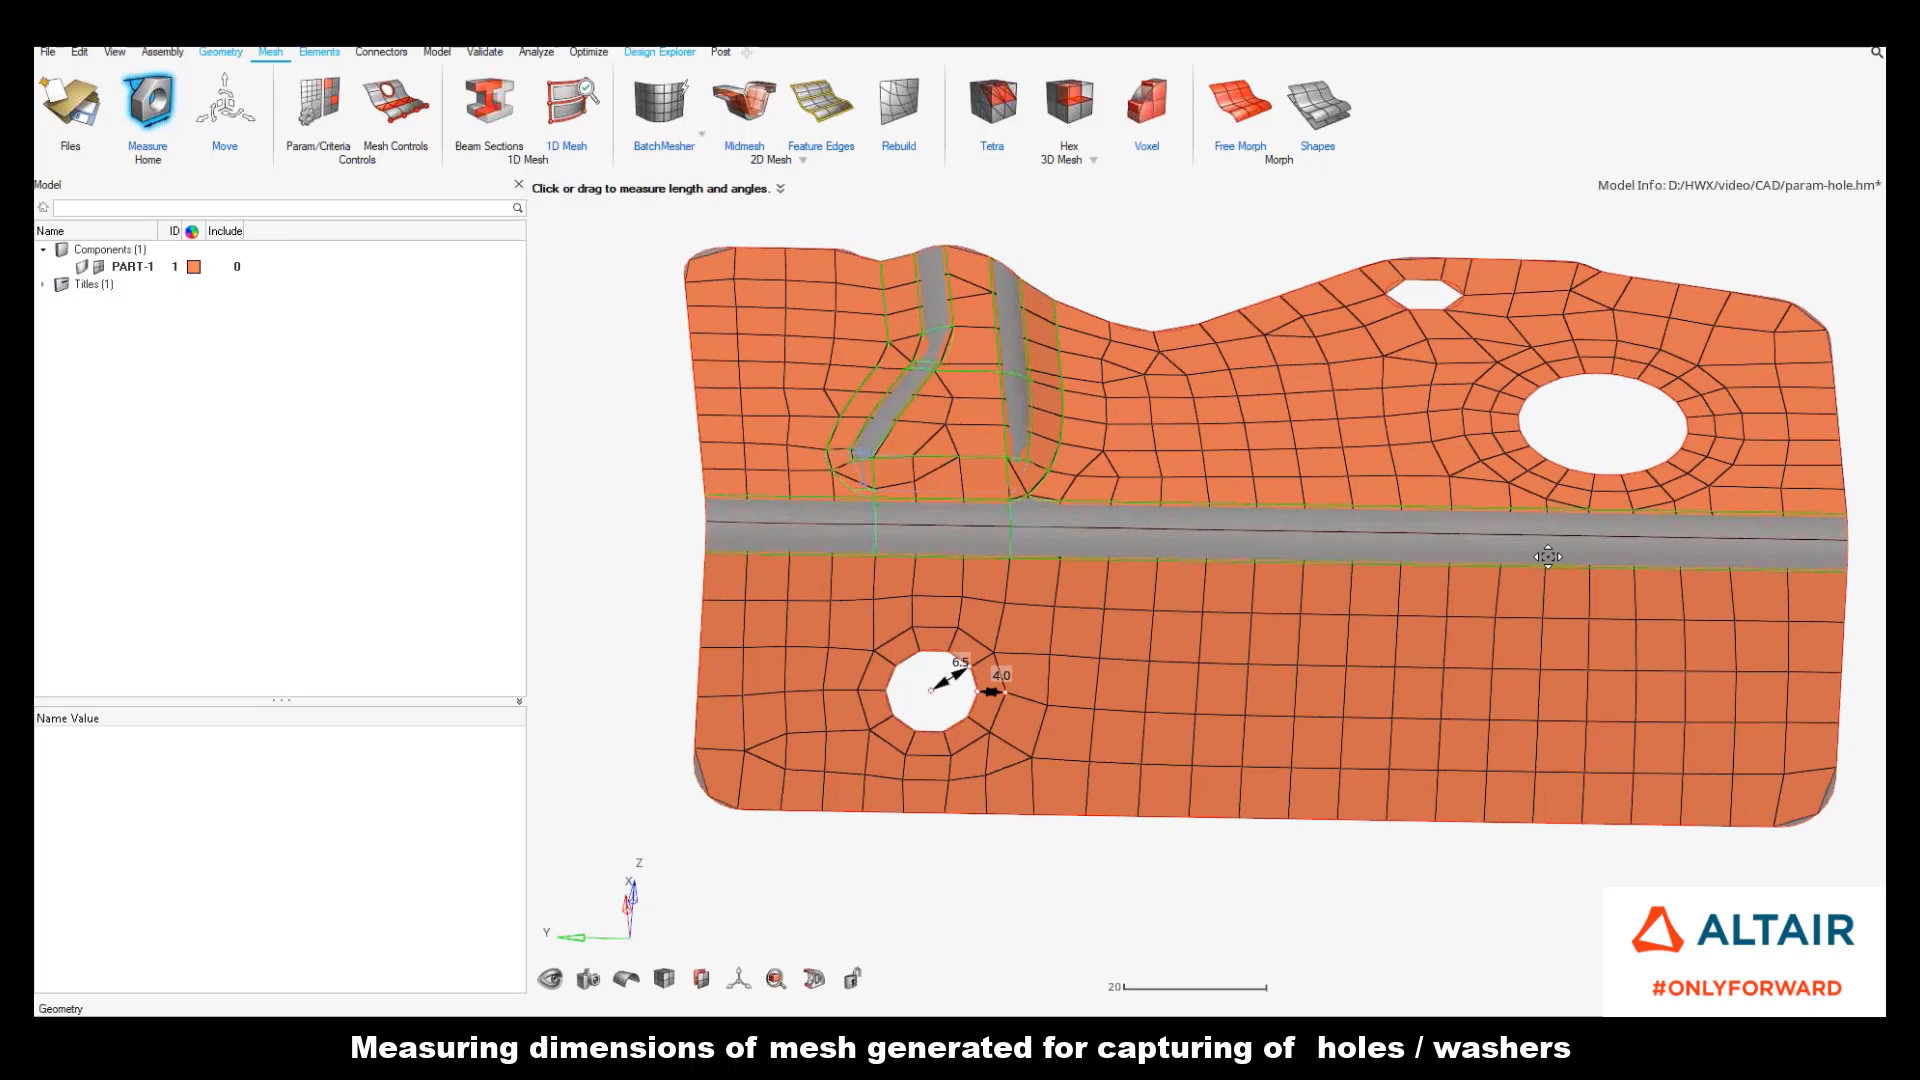 File Edit View Assembly Geometry Mesh Elements Connectors Model Validate Analyze Optimize Design Explorer Post
Files Measure Move Param/Criteria Mesh Controls Beam Sections 1D Mesh BatchMesher Midmesh Feature Edges Rebuild Tetra Hex Voxel Free Morph Shapes
Home Controls 1D Mesh 2D Mesh 3D Mesh Morph
Model
Click or drag to measure length and angles.
Model Info: D:/HWX/video/CAD/param-hole.hm*
Name ID Include
Components (1)
PART-1 1 0
Titles (1)
6.5
4.0
Name Value
Z
X
Y
20
ALTAIR
#ONLYFORWARD
Geometry
Measuring dimensions of mesh generated for capturing of holes / washers